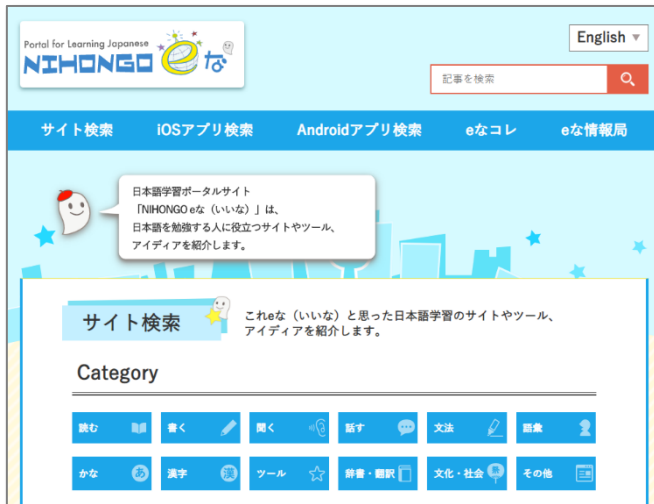 Portal for Learning Japanese
NIHONGO eな
English ▼
記事を検索
サイト検索 iOSアプリ検索 Androidアプリ検索 eなコレ eな情報局
日本語学習ポータルサイト
「NIHONGO eな（いいな）」は、
日本語を勉強する人に役立つサイトやツール、
アイディアを紹介します。
サイト検索
これeな（いいな）と思った日本語学習のサイトやツール、
アイディアを紹介します。
Category
読む 書く 聞く 話す 文法 語彙
かな あ 漢字 漢 ツール 辞書・翻訳 文化・社会 その他